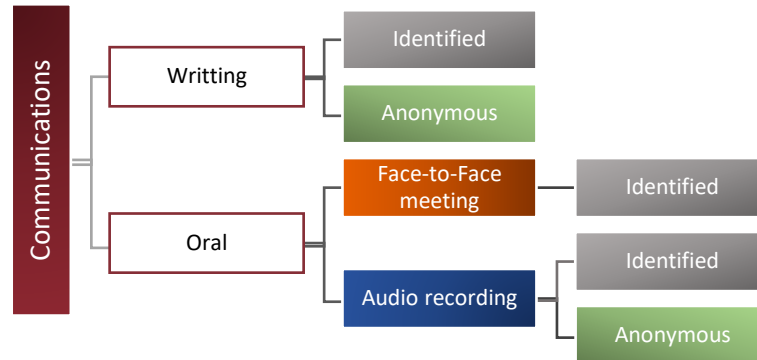 Communications
Writting
Identified
Anonymous
Oral
Face-to-Face
meeting
Identified
Audio recording
Identified
Anonymous